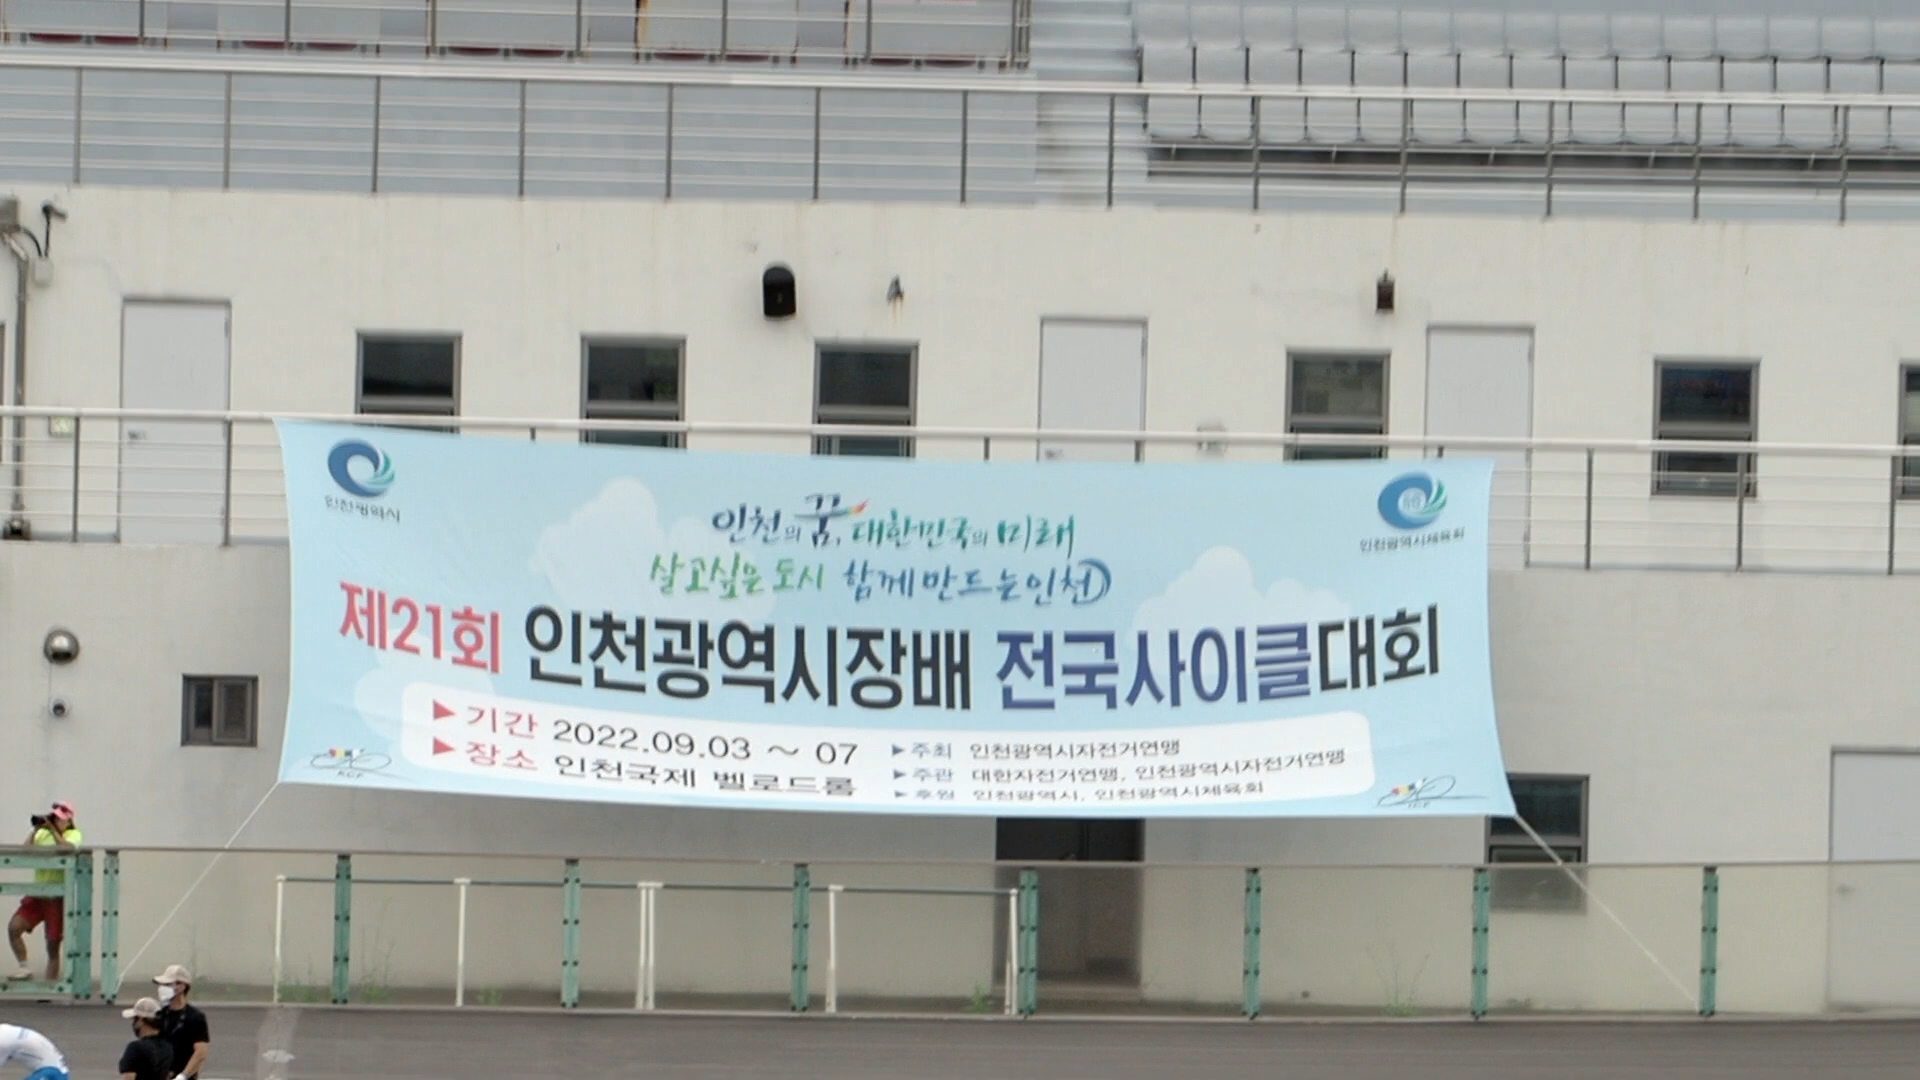 인천광역시
인천광역시체육회
인천의 꿈, 대한민국의 미래
살고싶은 도시 함께 만드는 인천
제21회 인천광역시장배 전국사이클대회
▶기간 2022.09.03 ~ 07
▶장소 인천국제 벨로드롬
▶주최 인천광역시자전거연맹
▶주관 대한자전거연맹, 인천광역시자전거연맹
▶후원 인천광역시, 인천광역시체육회